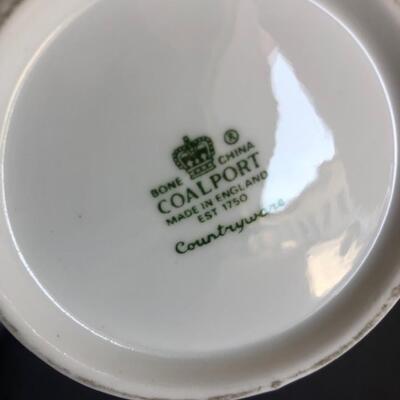 ®
BONE CHINA
COALPORT
MADE IN ENGLAND
EST 1750
Countryware